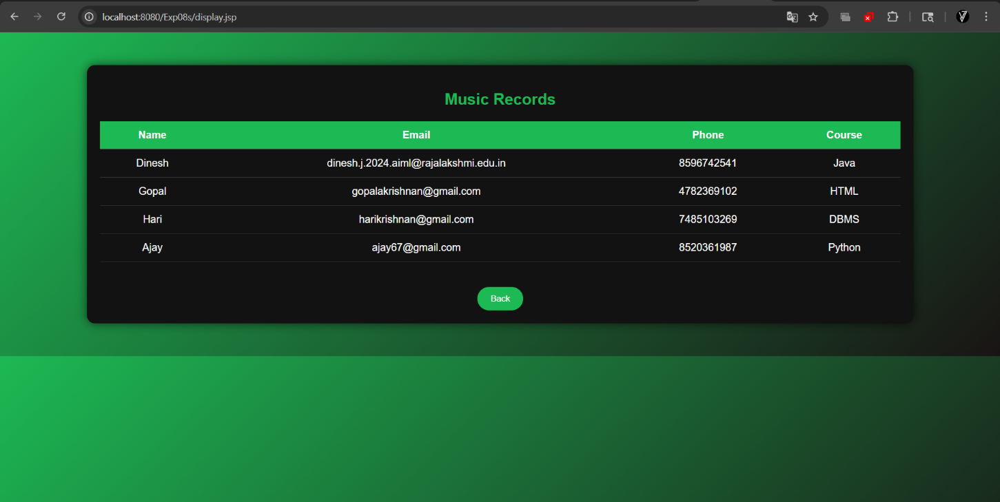 localhost:8080/Exp08s/display.jsp
Music Records
Name Email Phone Course
Dinesh dinesh.j.2024.aiml@rajalakshmi.edu.in 8596742541 Java
Gopal gopalakrishnan@gmail.com 4782369102 HTML
Hari harikrishnan@gmail.com 7485103269 DBMS
Ajay ajay67@gmail.com 8520361987 Python
Back